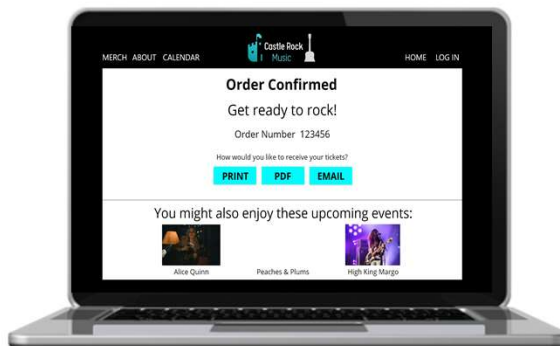 Castle Rock
Music
MERCH ABOUT CALENDAR
HOME LOG IN
Order Confirmed
Get ready to rock!
Order Number 123456
How would you like to receive your tickets?
PRINT PDF EMAIL
You might also enjoy these upcoming events:
Alice Quinn Peaches & Plums High King Margo